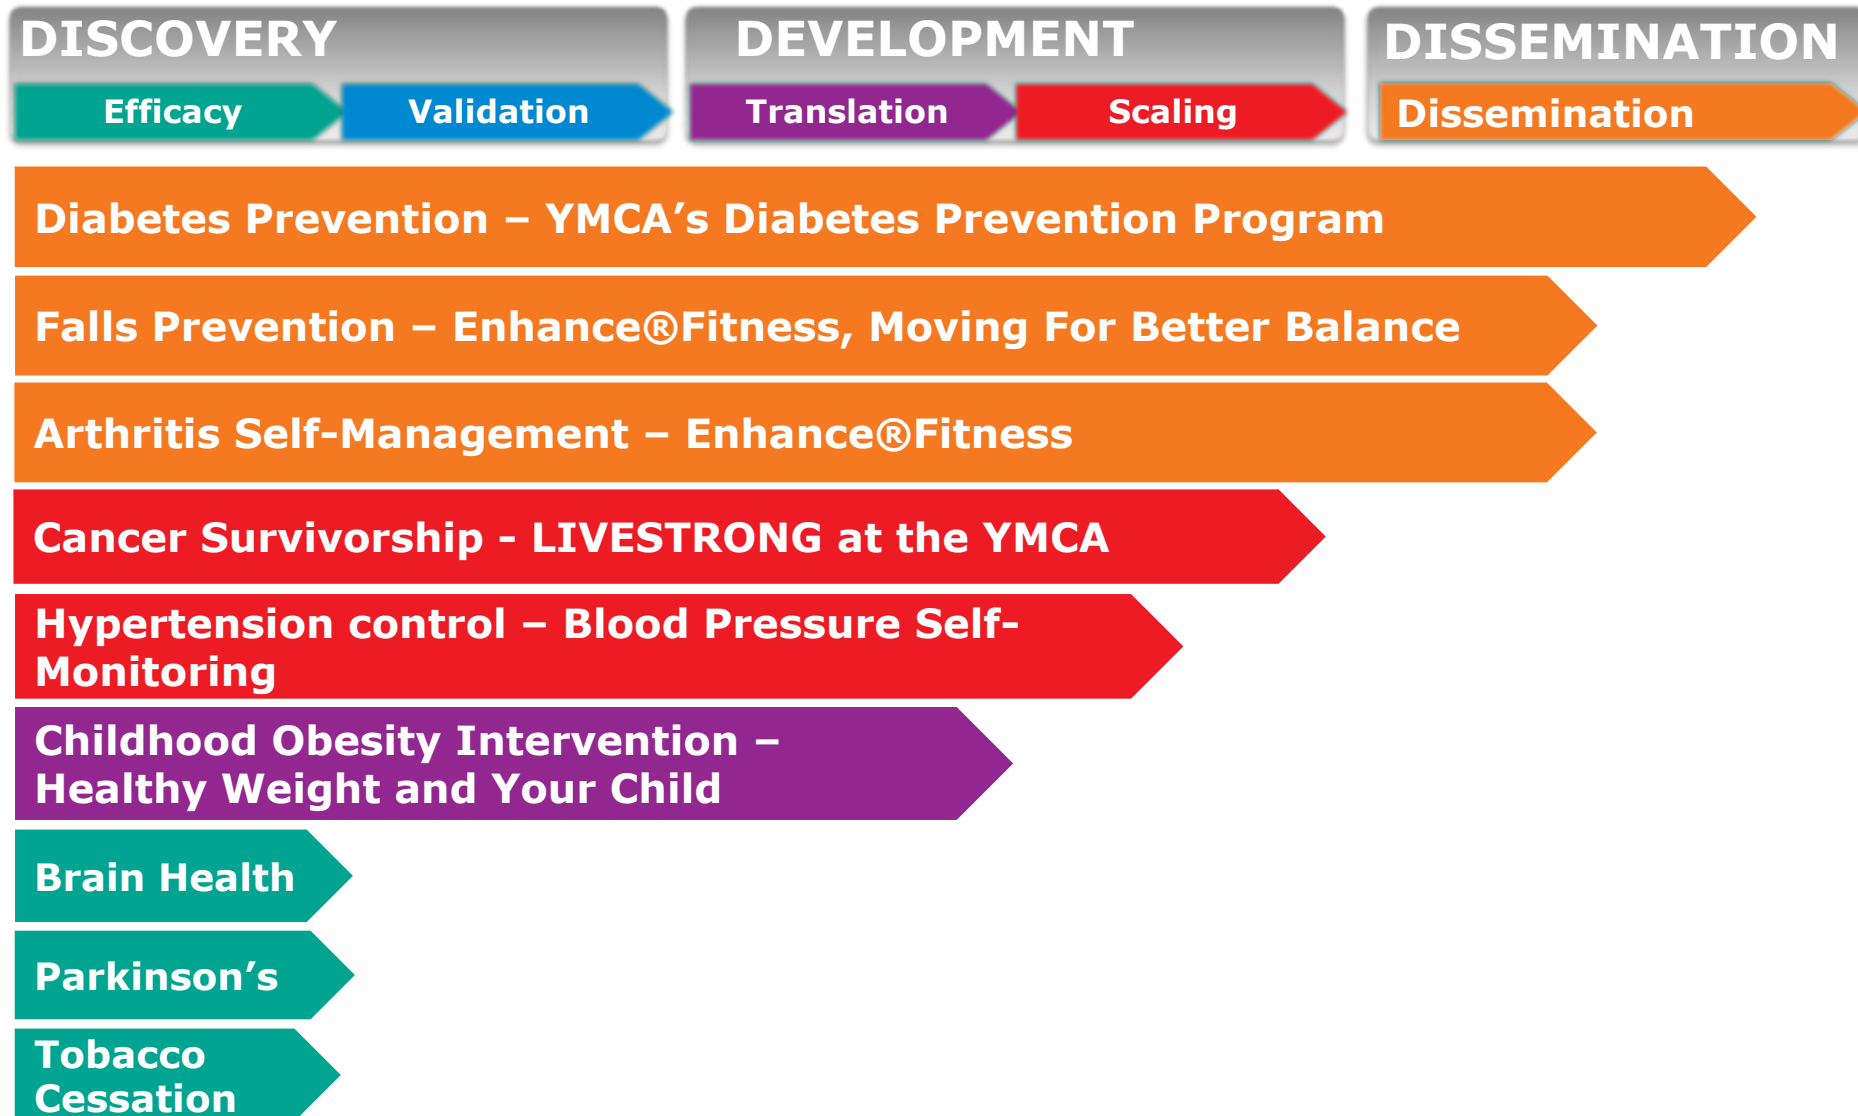 DISCOVERY
DEVELOPMENT
DISSEMINATION
Efficacy
Validation
Translation
Scaling
Dissemination
Diabetes Prevention – YMCA’s Diabetes Prevention Program
Falls Prevention – Enhance®Fitness, Moving For Better Balance
Arthritis Self-Management – Enhance®Fitness
Cancer Survivorship - LIVESTRONG at the YMCA
Hypertension control – Blood Pressure Self-
Monitoring
Childhood Obesity Intervention –
Healthy Weight and Your Child
Brain Health
Parkinson’s
Tobacco
Cessation